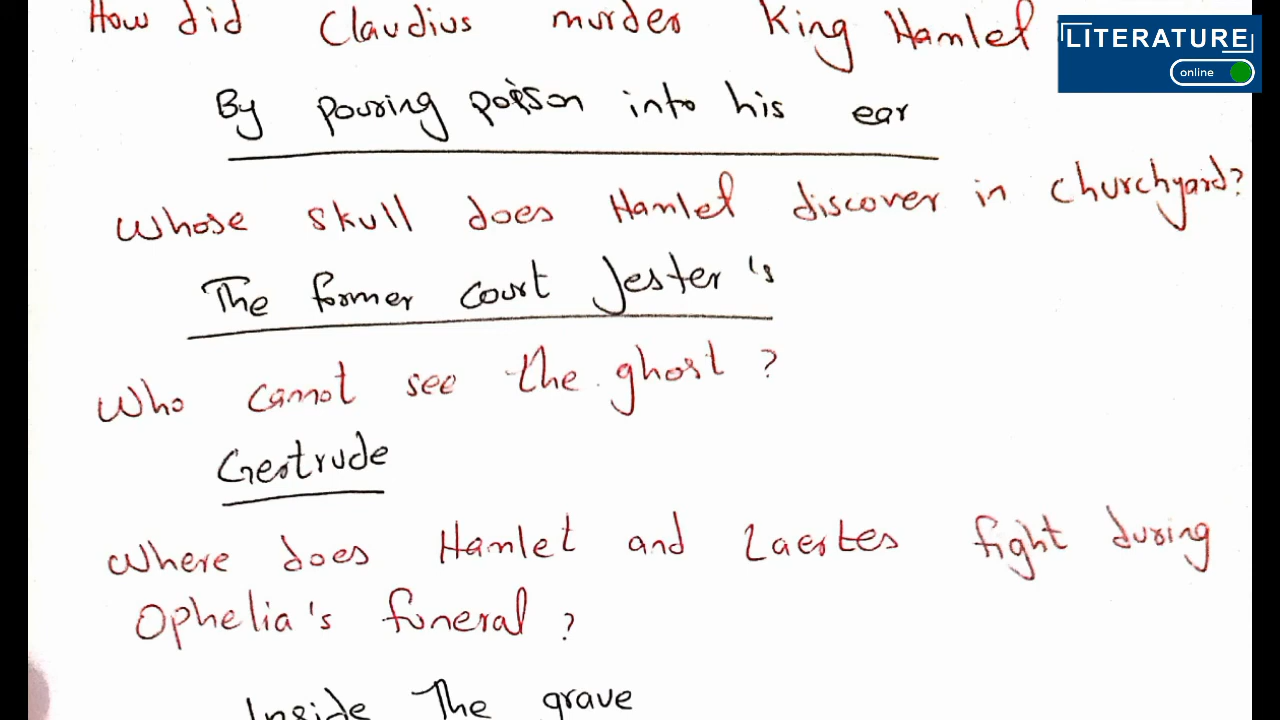 How did Claudius murder King Hamlet
LITERATURE
online
By pouring poison into his ear
Whose skull does Hamlet discover in churchyard?
The former court Jester's
Who cannot see the ghost?
Gertrude
Where does Hamlet and Laertes fight during
Ophelia's funeral?
Inside The grave